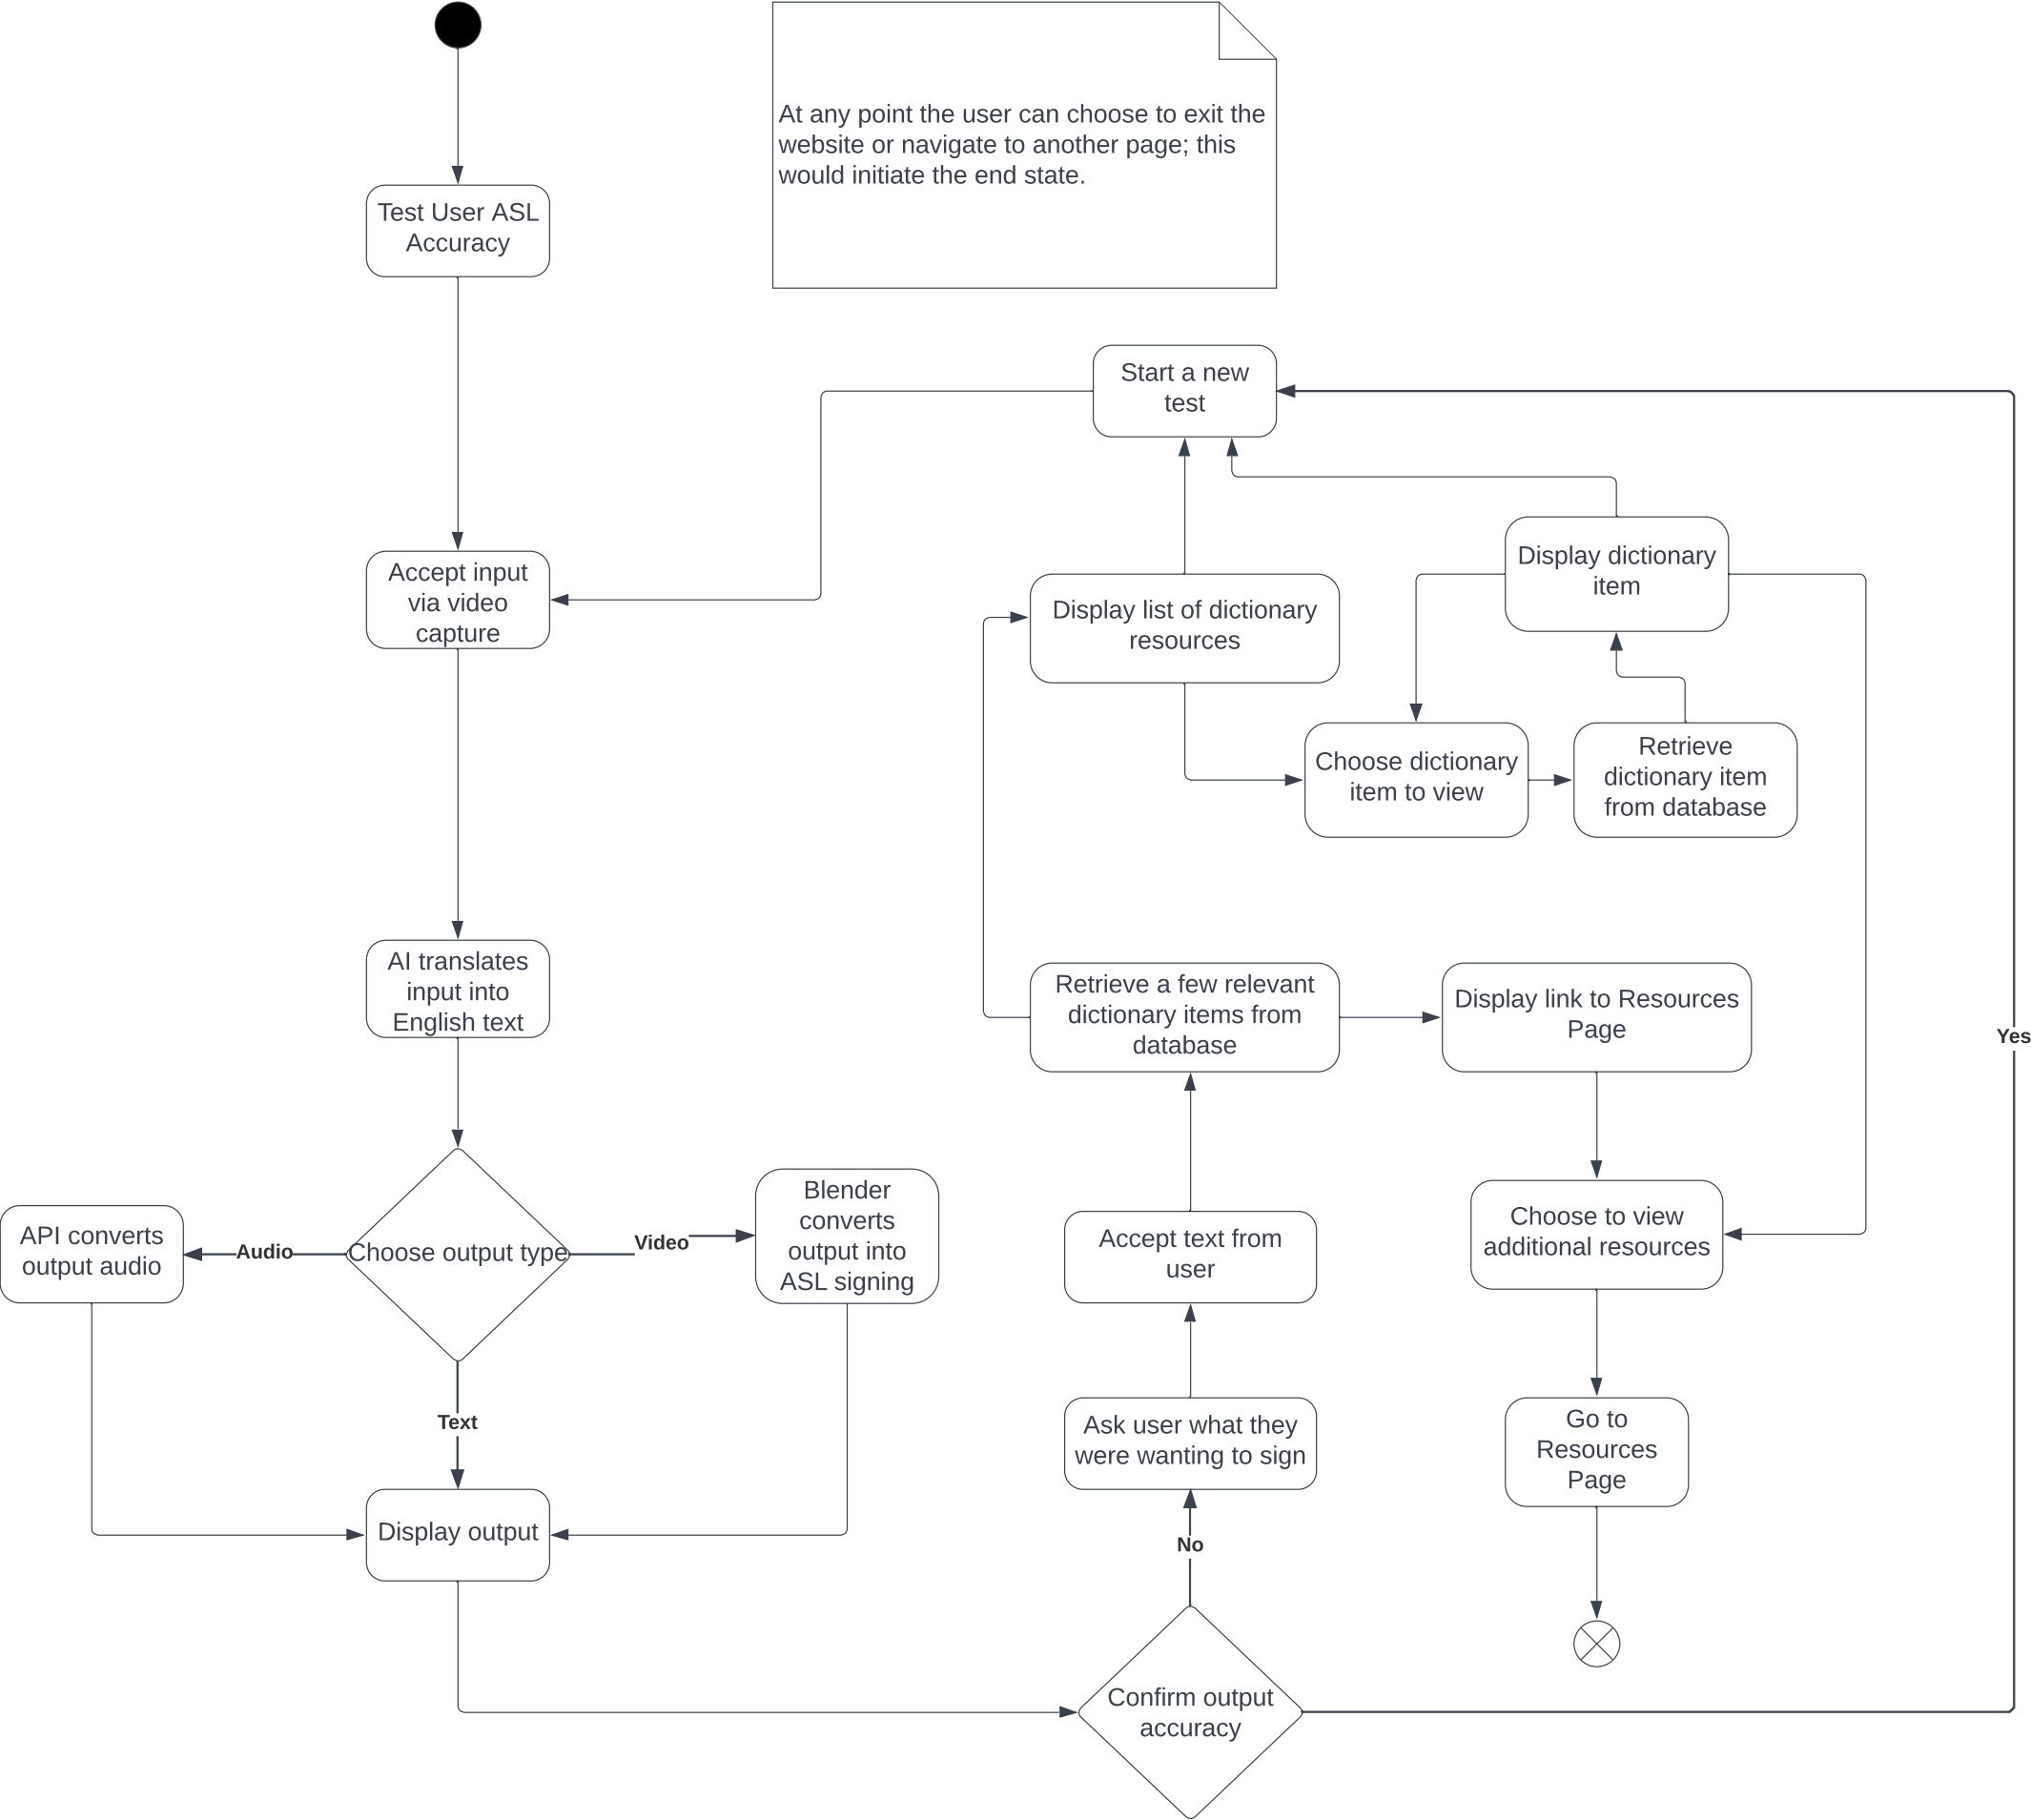 At any point the user can choose to exit the
website or navigate to another page; this
would initiate the end state.
Test User ASL
Accuracy
Start a new
test
Accept input
via video
capture
Display dictionary
item
Display list of dictionary
resources
Choose dictionary
item to view
Retrieve
dictionary item
from database
AI translates
input into
English text
Retrieve a few relevant
dictionary items from
database
Display link to Resources
Page
Yes
API converts
output audio
Audio
Choose output type
Video
Blender
converts
output into
ASL signing
Accept text from
user
Choose to view
additional resources
Text
Ask user what they
were wanting to sign
Go to
Resources
Page
Display output
No
Confirm output
accuracy